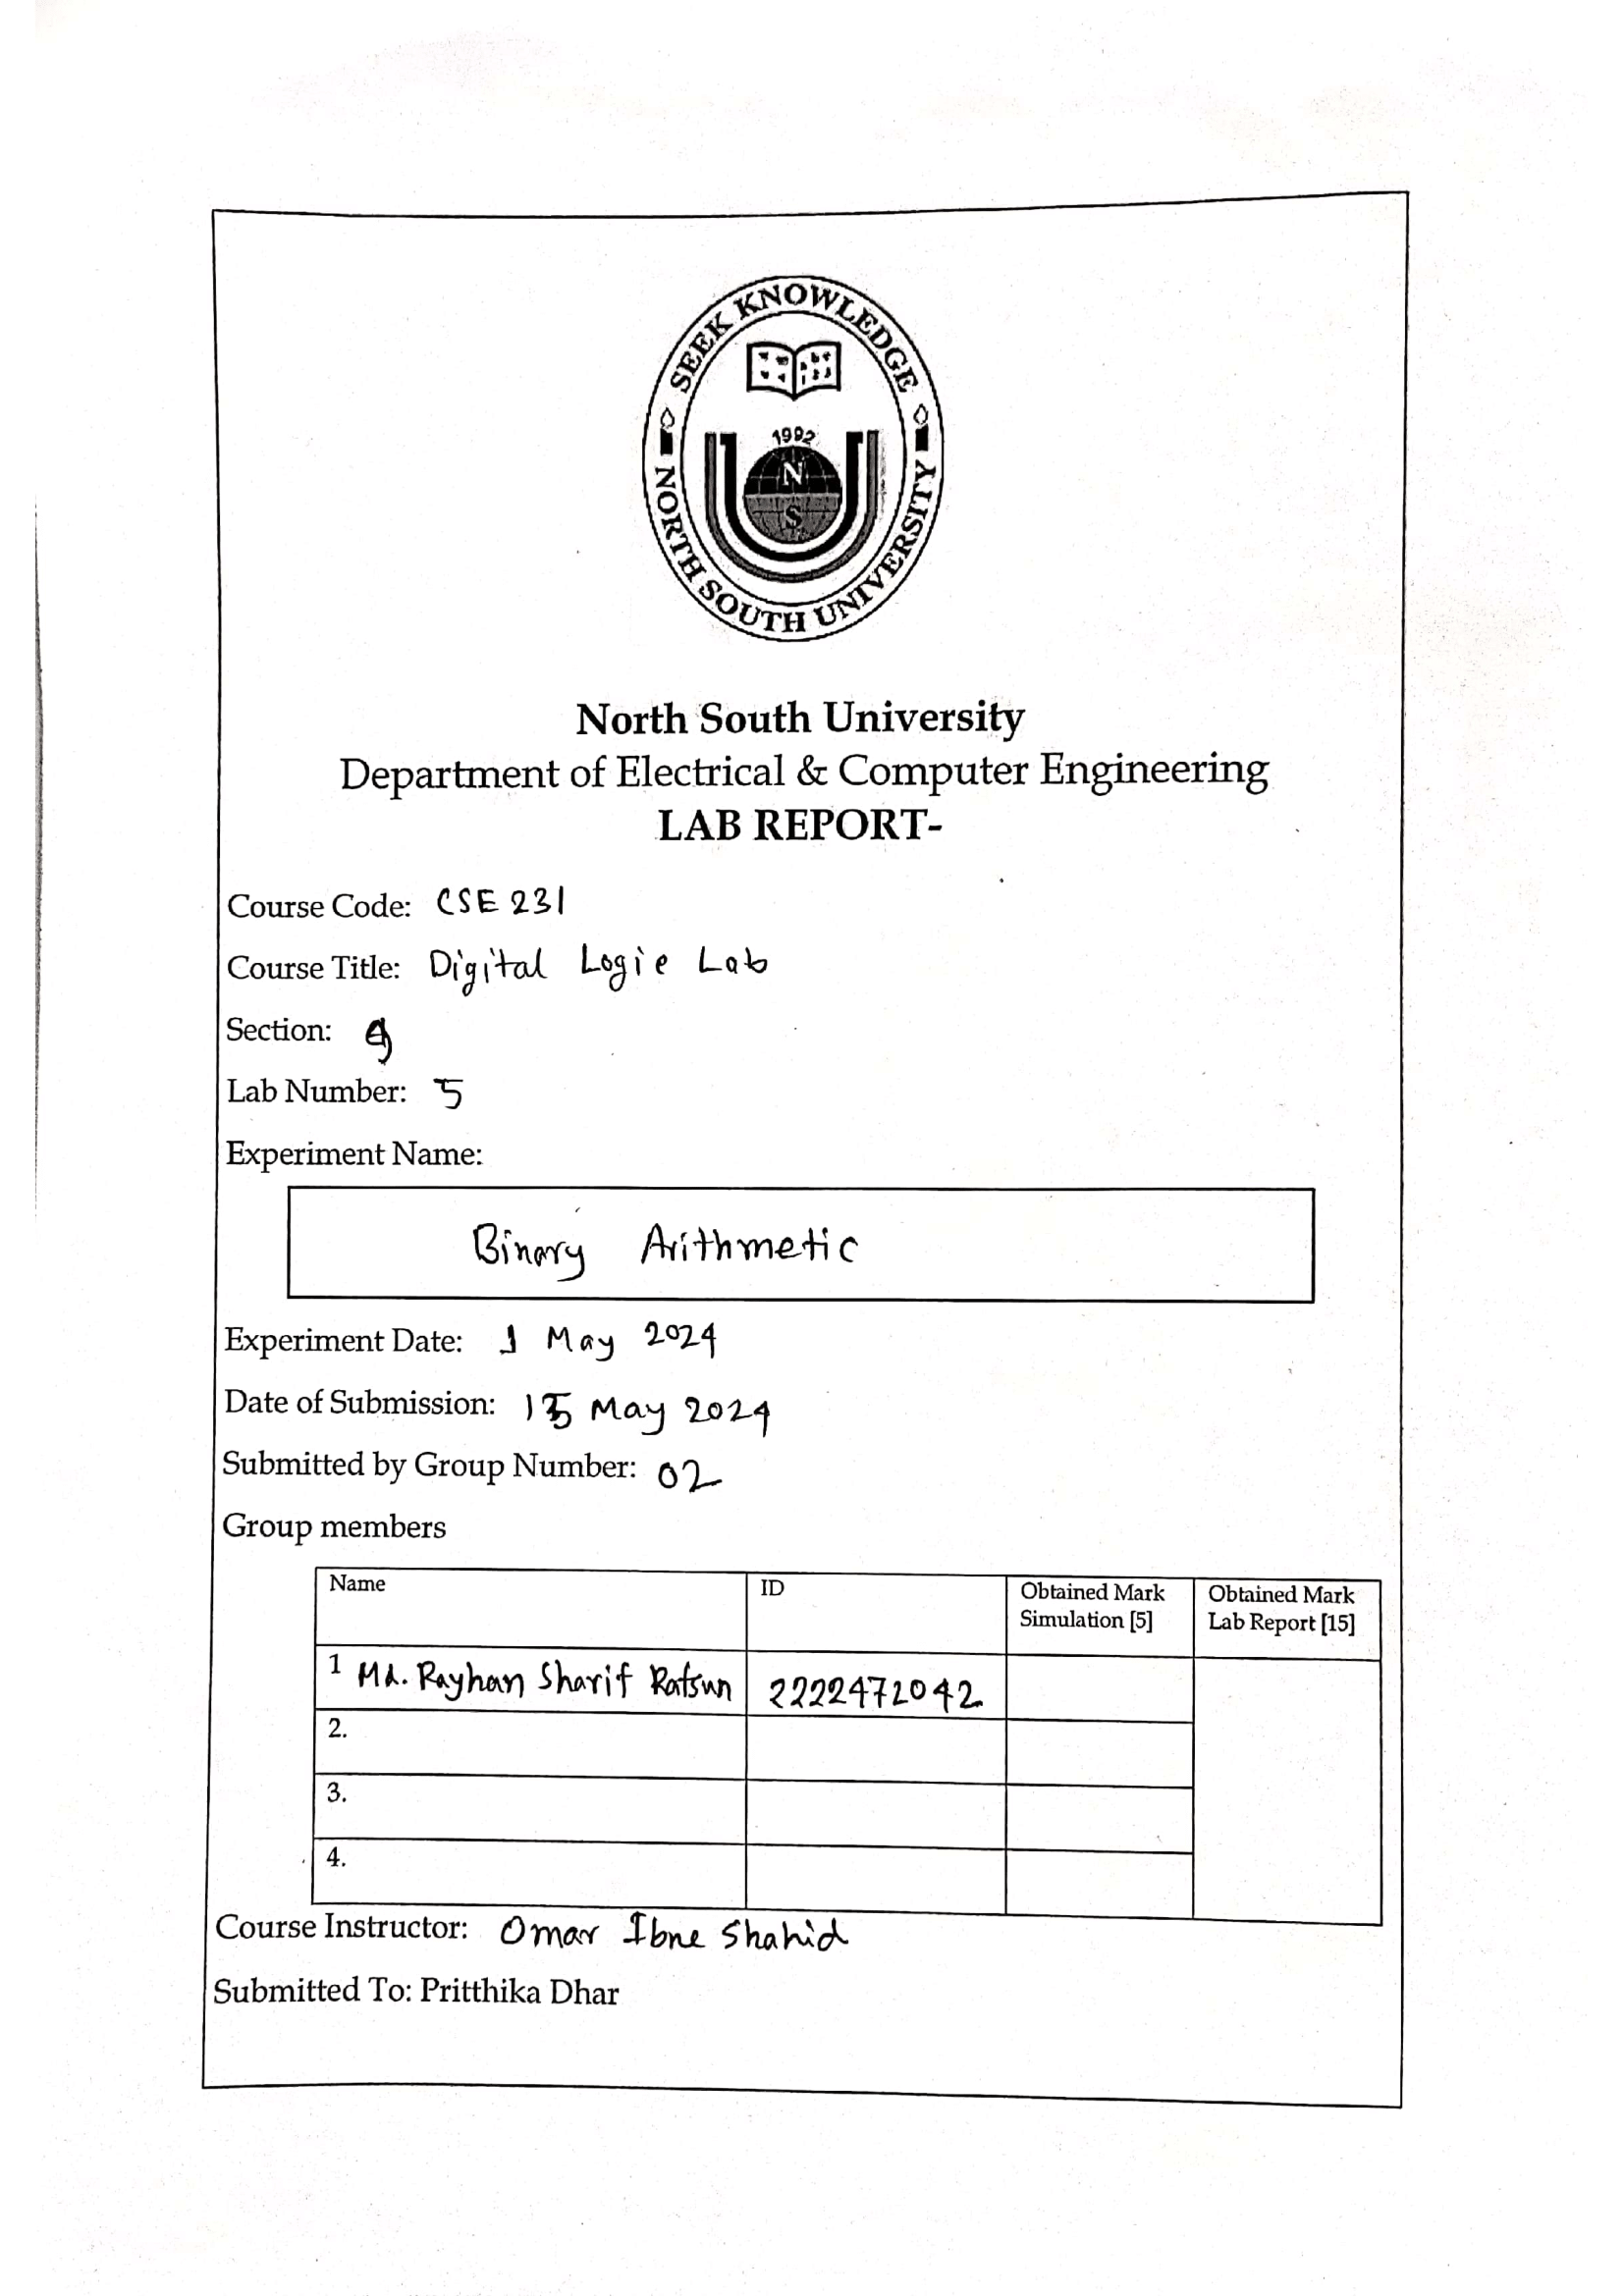 SEEK KNOWLEDGE
1992
N
S
NORTH SOUTH UNIVERSITY
North South University
Department of Electrical & Computer Engineering
LAB REPORT-
Course Code: CSE 231
Course Title: Digital Logic Lab
Section:
Lab Number: 5
Experiment Name:
Binary Arithmetic
Experiment Date: 1 May 2024
Date of Submission: May 2024
Submitted by Group Number: 02
Group members
Name ID Obtained Mark Simulation [5] Obtained Mark Lab Report [15]
1 Md. Rayhan Sharif Ratsun 2222472042
2.
3.
4.
Course Instructor: Omar Ibne Shahid
Submitted To: Pritthika Dhar